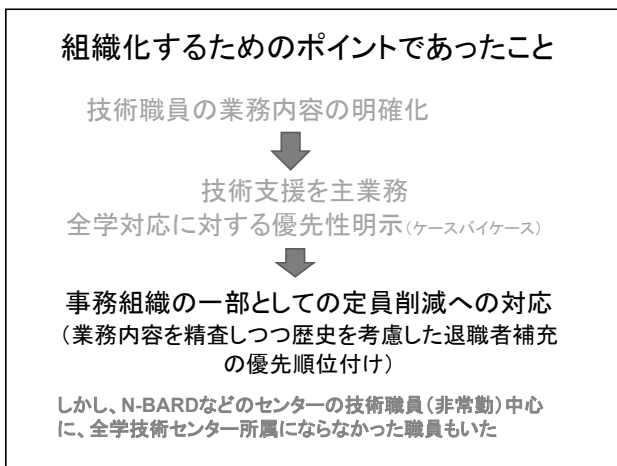 組織化するためのポイントであったこと
技術職員の業務内容の明確化
技術支援を主業務
全学対応に対する優先性明示(ケースバイケース)
事務組織の一部としての定員削減への対応
(業務内容を精査しつつ歴史を考慮した退職者補充
の優先順位付け)
しかし、N-BARDなどのセンターの技術職員(非常勤)中心
に、全学技術センター所属にならなかった職員もいた